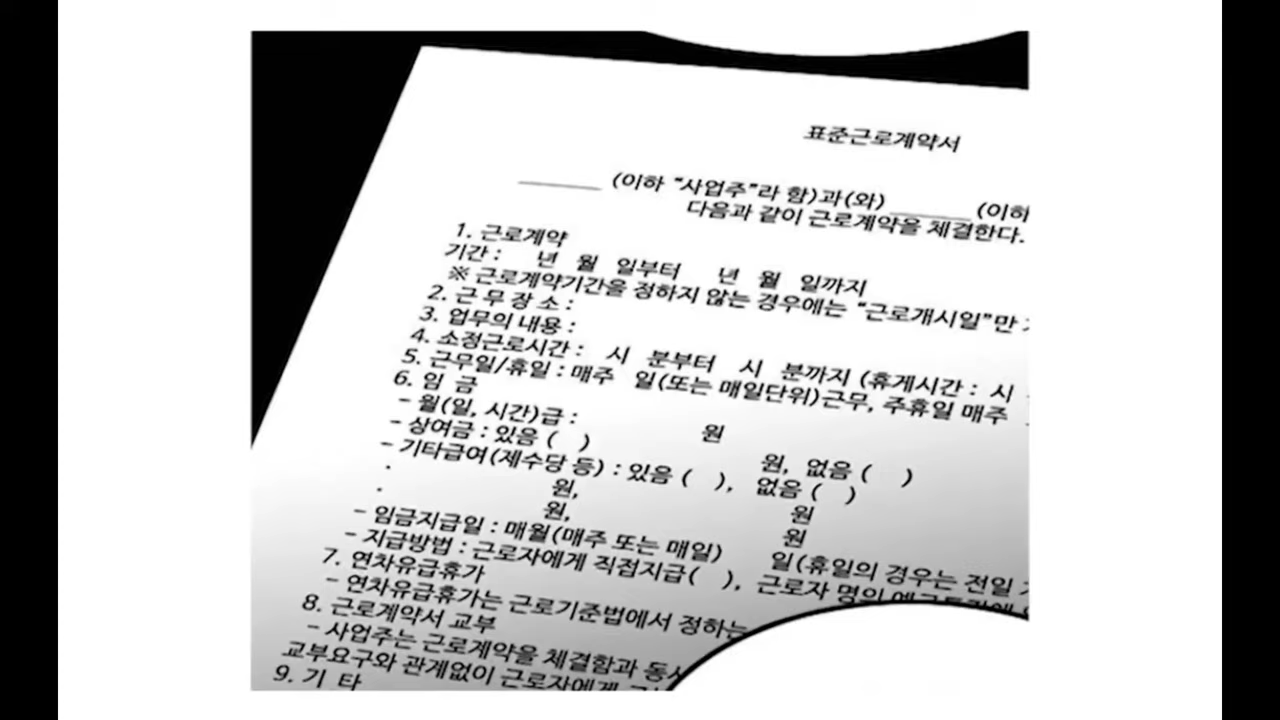 표준근로계약서
(이하 “사업주”라 함)과(와) (이하
다음과 같이 근로계약을 체결한다.
1. 근로계약
기간 : 년 월 일부터 년 월 일까지
※ 근로계약기간을 정하지 않는 경우에는 “근로개시일”만
2. 근 무 장 소 :
3. 업무의 내용 :
4. 소정근로시간 : 시 분부터 시 분까지 (휴게시간 : 시
5. 근무일/휴일 : 매주 일(또는 매일단위)근무, 주휴일 매주
6. 임 금
- 월(일, 시간)급 : 원
- 상여금 : 있음 ( ) 원, 없음 ( )
- 기타급여(제수당 등) : 있음 ( ), 없음 ( )
· 원, 원
· 원, 원
- 임금지급일 : 매월(매주 또는 매일) 일(휴일의 경우는 전일
- 지급방법 : 근로자에게 직접지급( ), 근로자 명의
7. 연차유급휴가
- 연차유급휴가는 근로기준법에서 정하는
8. 근로계약서 교부
- 사업주는 근로계약을 체결함과
교부요구와 관계없이 근로자에게
9. 기 타